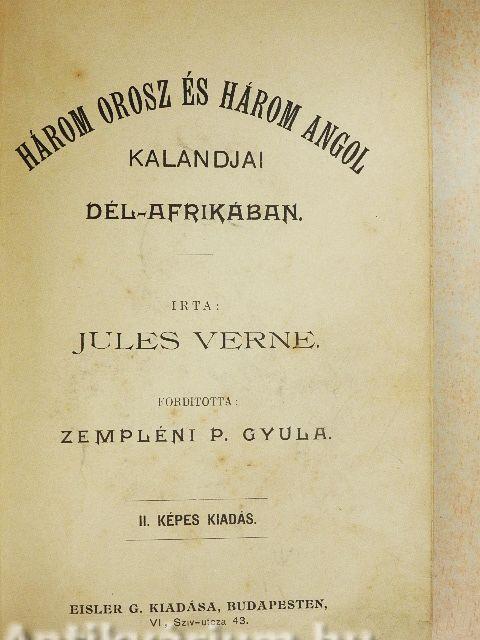 HÁROM OROSZ ÉS HÁROM ANGOL
KALANDJAI
DÉL-AFRIKÁBAN.
IRTA:
JULES VERNE.
FORDITOTTA:
ZEMPLÉNI P. GYULA.
II. KÉPES KIADÁS.
EISLER G. KIADÁSA, BUDAPESTEN,
VI., Sziv-utcza 43.